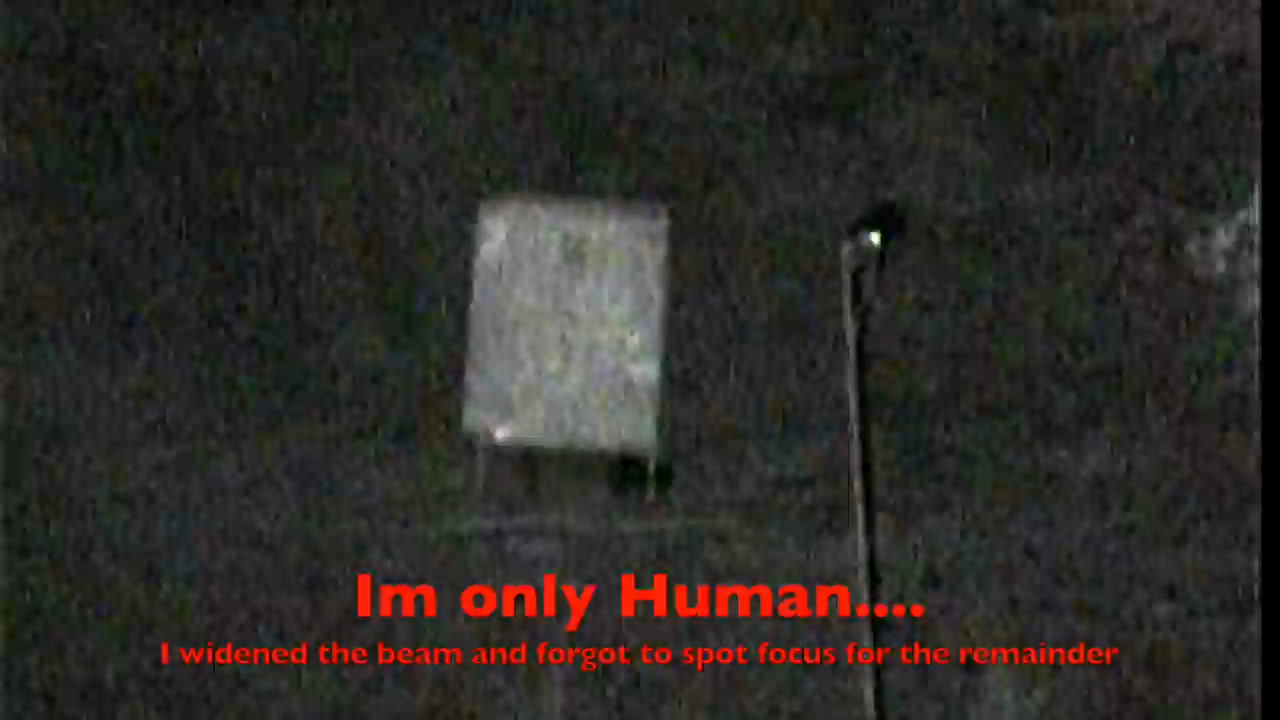 Im only Human....
I widened the beam and forgot to spot focus for the remainder